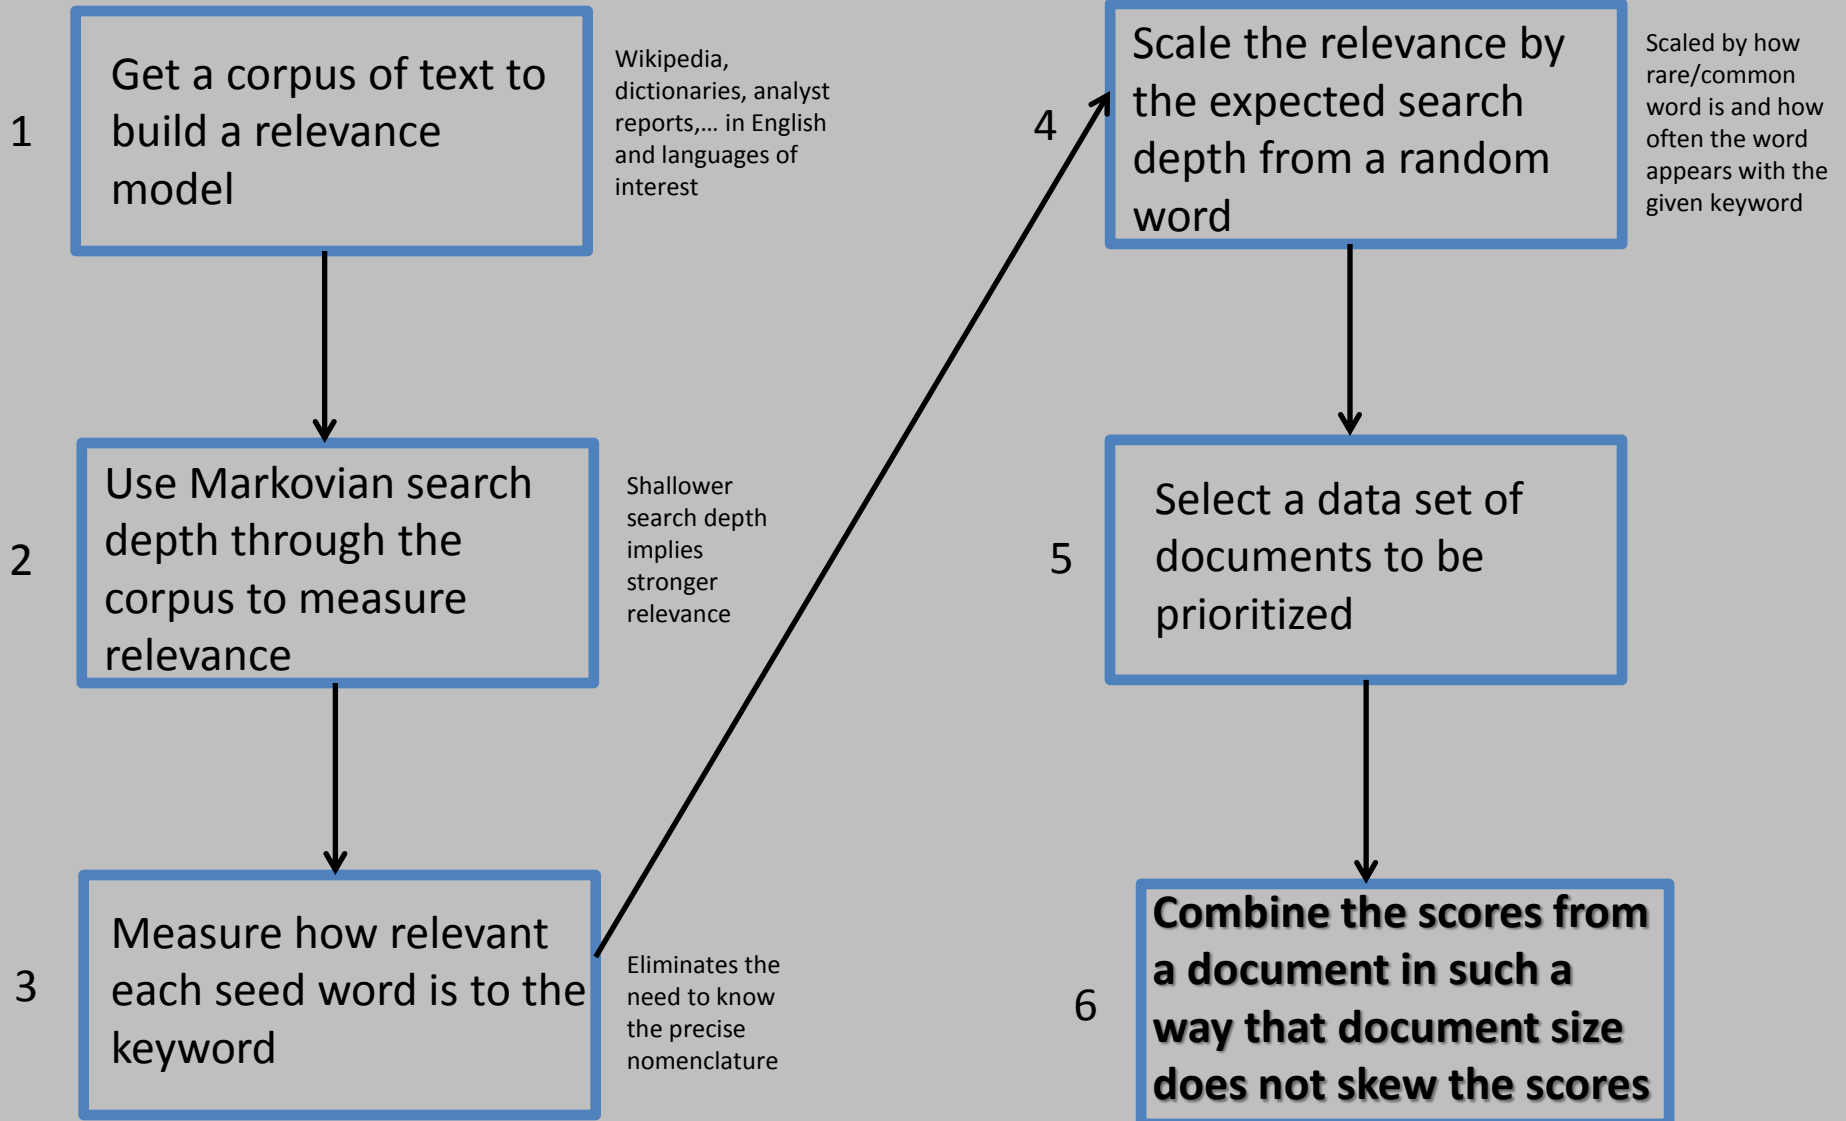 1
Get a corpus of text to
build a relevance
model
Wikipedia,
dictionaries, analyst
reports,... in English
and languages of
interest
2
Use Markovian search
depth through the
corpus to measure
relevance
Shallower
search depth
implies
stronger
relevance
3
Measure how relevant
each seed word is to the
keyword
Eliminates the
need to know
the precise
nomenclature
4
Scale the relevance by
the expected search
depth from a random
word
Scaled by how
rare/common
word is and how
often the word
appears with the
given keyword
5
Select a data set of
documents to be
prioritized
6
Combine the scores from
a document in such a
way that document size
does not skew the scores